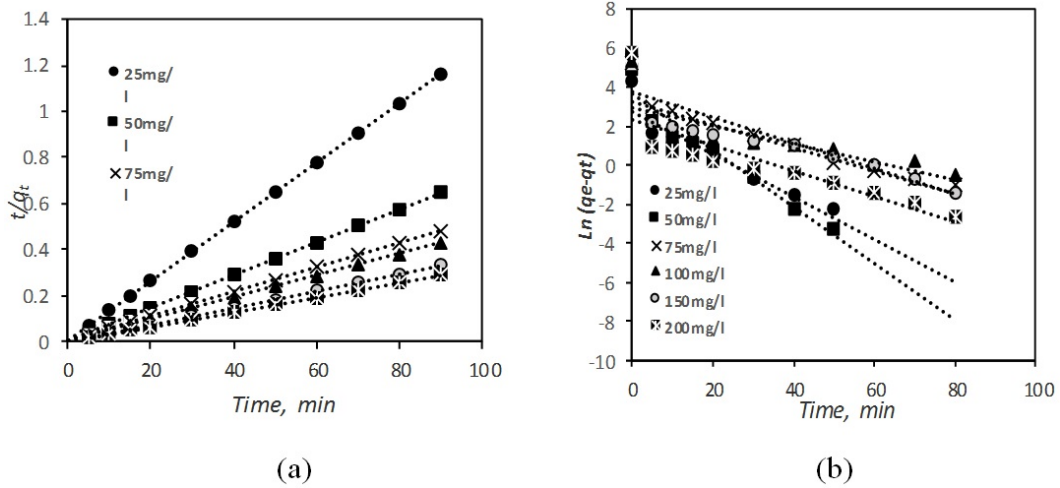 1.4
1.2
1
0.8
0.6
0.4
0.2
0
t/qt
25mg/
l
50mg/
l
75mg/
l
0 20 40 60 80 100
Time, min
(a)
8
6
4
2
0
-2
-4
-6
-8
-10
Ln (qe-qt)
25mg/l
50mg/l
75mg/l
100mg/l
150mg/l
200mg/l
0 20 40 60 80 100
Time, min
(b)